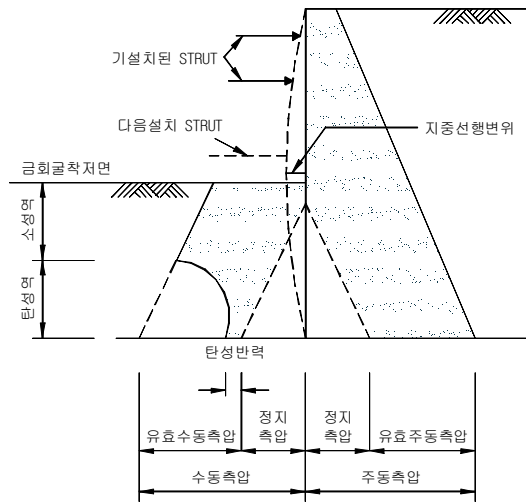 기설치된 STRUT
다음설치 STRUT
지중선행변위
금회굴착저면
소성역
탄성역
탄성반력
정지
측압
정지
측압
유효수동측압
유효주동측압
수동측압
주동측압